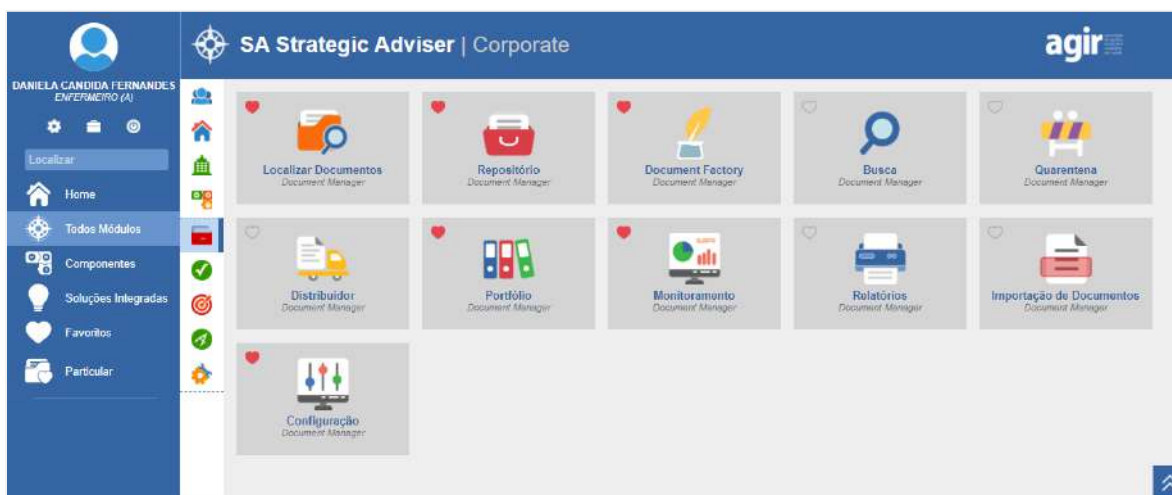 SA Strategic Adviser | Corporate
agir
DANIELA CANDIDA FERNANDES
ENFERMEIRO (A)
Localizar
Home
Todos Módulos
Componentes
Soluções Integradas
Favoritos
Particular
Localizar Documentos
Document Manager
Repositório
Document Manager
Document Factory
Document Manager
Busca
Document Manager
Quarentena
Document Manager
Distribuidor
Document Manager
Portfólio
Document Manager
Monitoramento
Document Manager
Relatórios
Document Manager
Importação de Documentos
Document Manager
Configuração
Document Manager